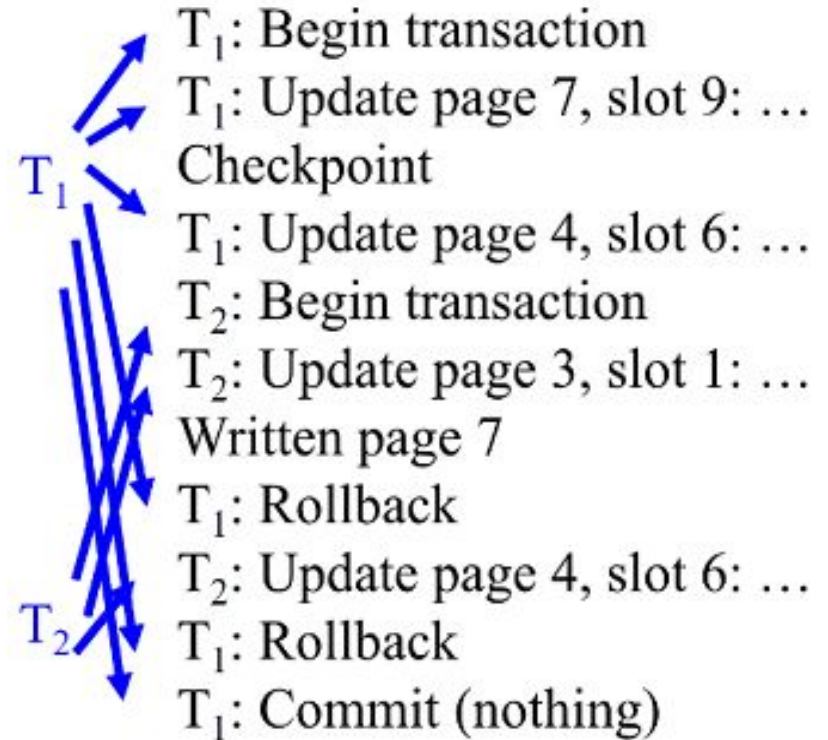 T₁: Begin transaction
T₁: Update page 7, slot 9: …
Checkpoint
T₁
T₁: Update page 4, slot 6: …
T₂: Begin transaction
T₂: Update page 3, slot 1: …
Written page 7
T₁: Rollback
T₂: Update page 4, slot 6: …
T₂
T₁: Rollback
T₁: Commit (nothing)